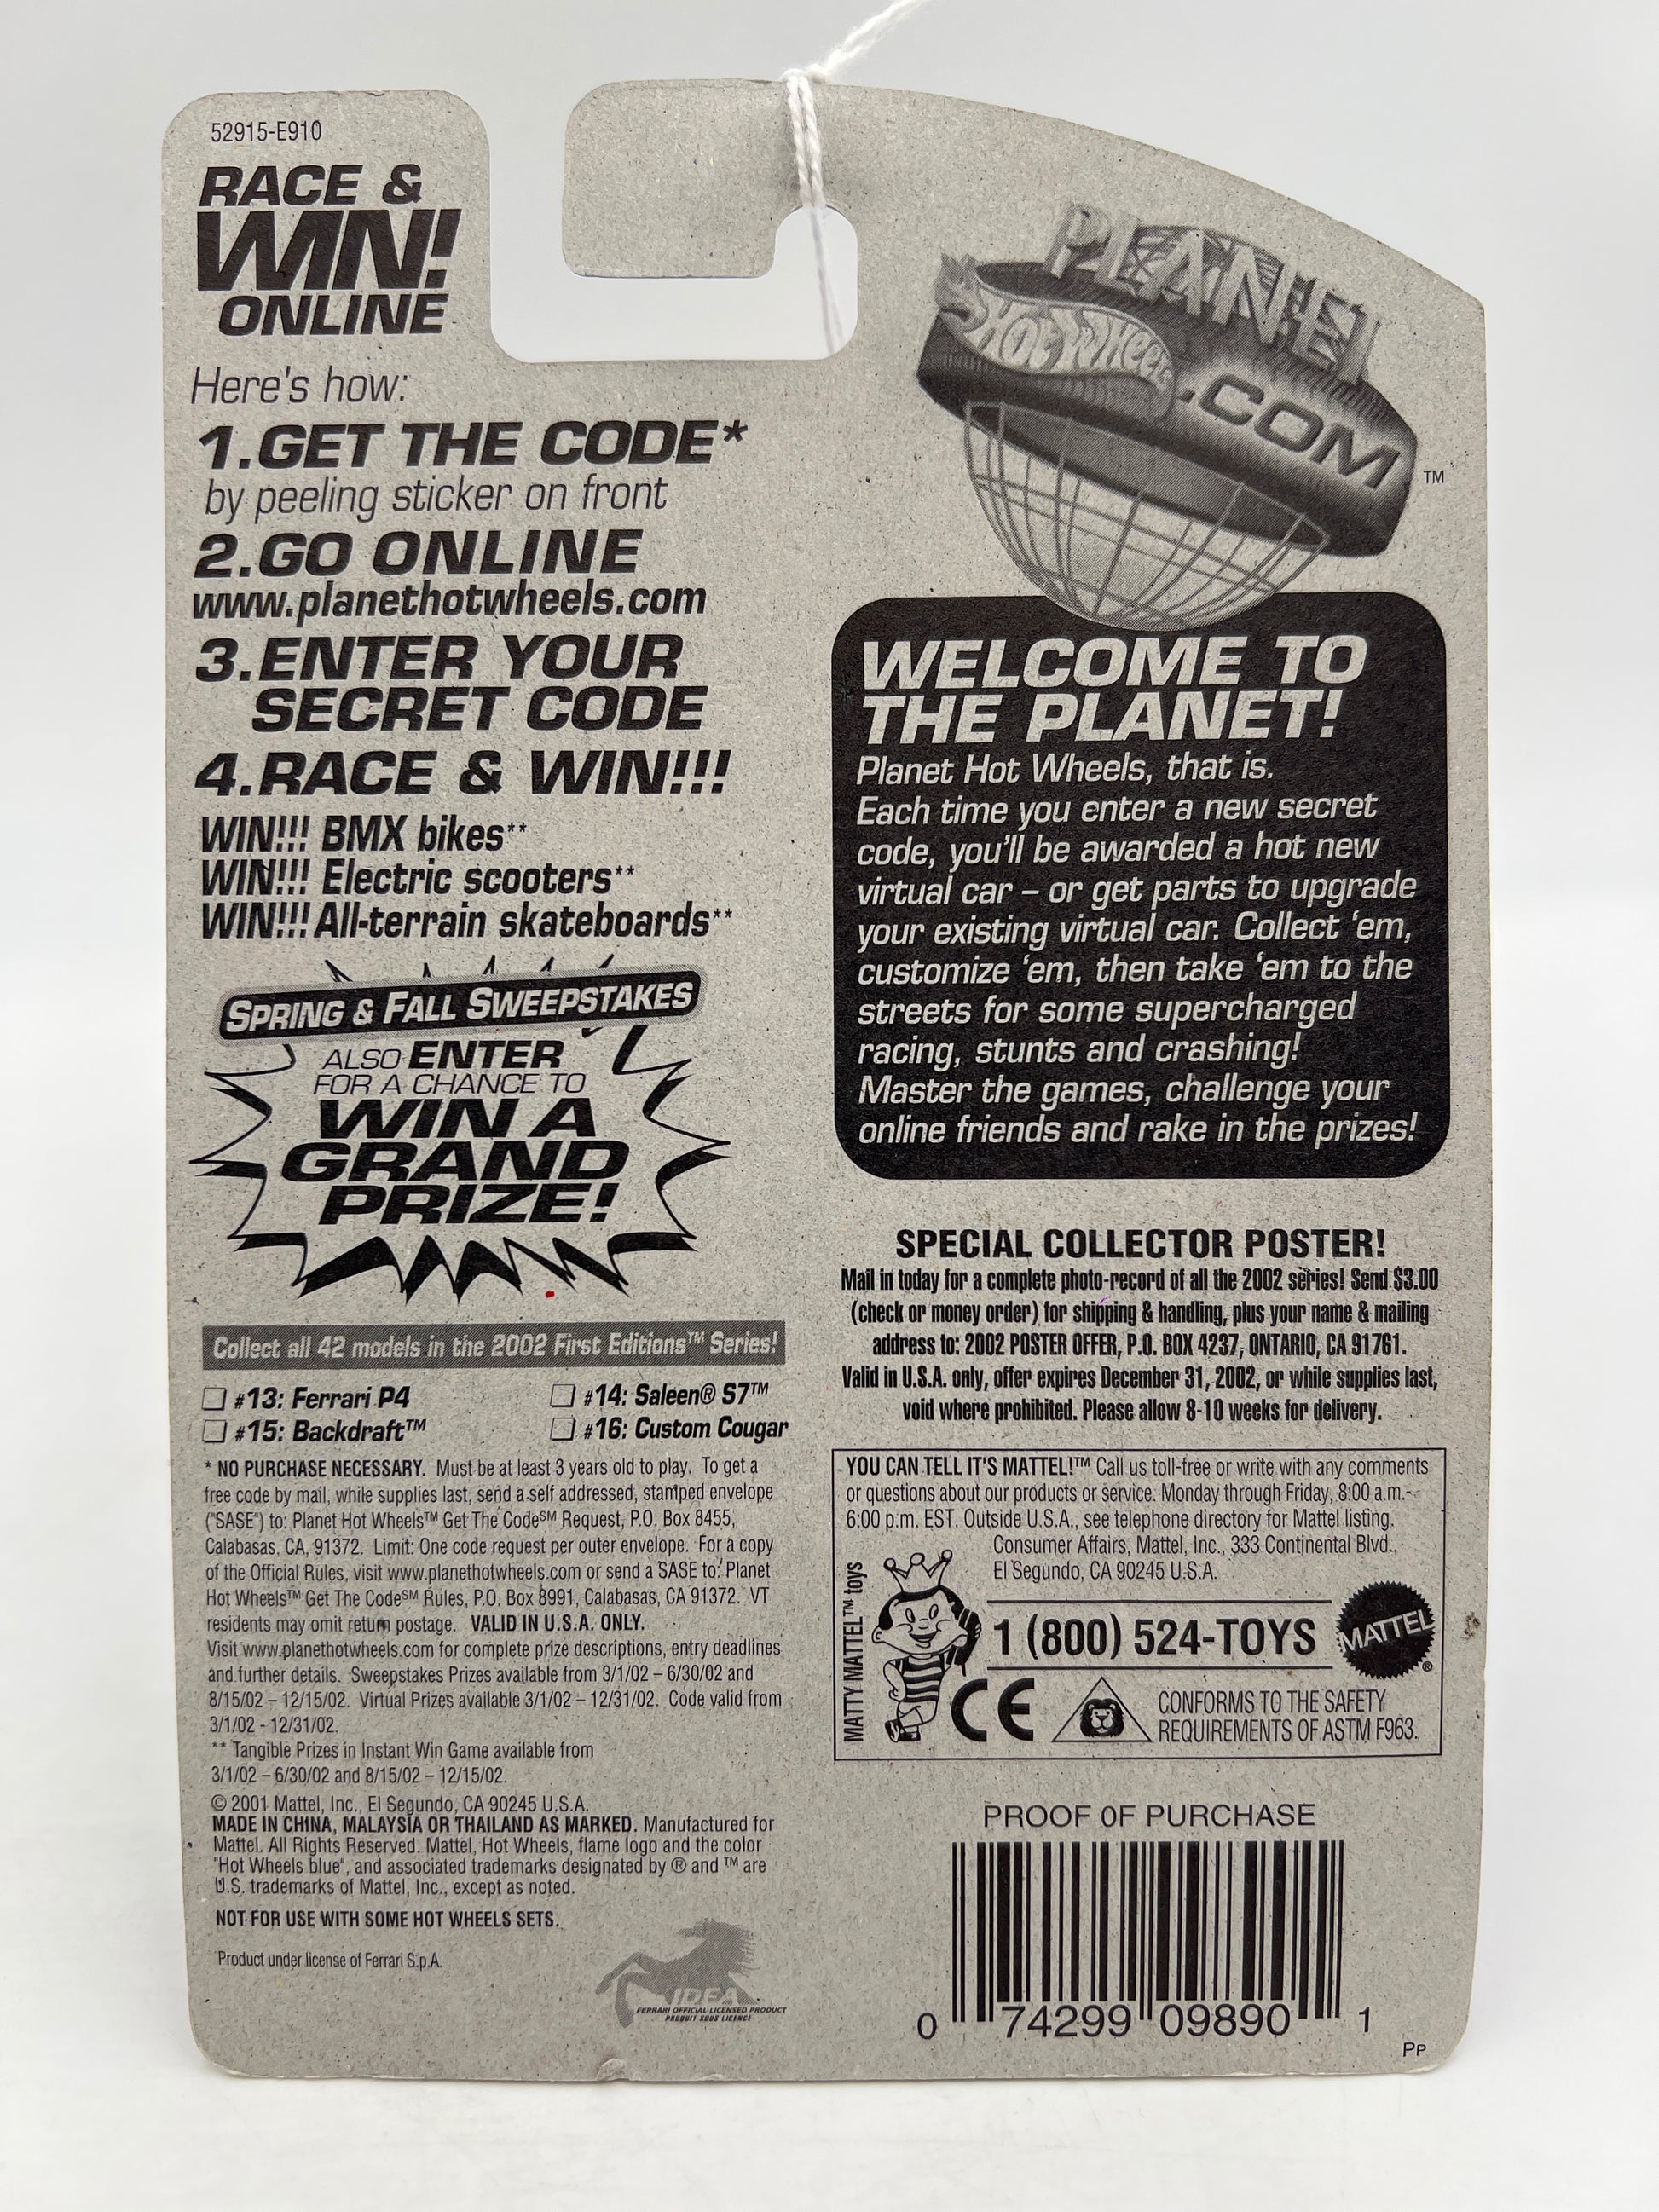 52915-E910
RACE &
WIN!
ONLINE
Here's how:
1.GET THE CODE*
by peeling sticker on front
2.GO ONLINE
www.planethotwheels.com
3.ENTER YOUR
SECRET CODE
4.RACE & WIN!!!
WIN!!! BMX bikes**
WIN!!! Electric scooters**
WIN!!! All-terrain skateboards**
SPRING & FALL SWEEPSTAKES
ALSO ENTER
FOR A CHANCE TO
WIN A
GRAND
PRIZE!
Collect all 42 models in the 2002 First Editions™ Series!
#13: Ferrari P4
#14: Saleen® S7™
#15: Backdraft™
#16: Custom Cougar
* NO PURCHASE NECESSARY. Must be at least 3 years old to play. To get a
free code by mail, while supplies last, send a self addressed, stamped envelope
("SASE") to: Planet Hot Wheels™ Get The Code℠ Request, P.O. Box 8455,
Calabasas, CA, 91372. Limit: One code request per outer envelope. For a copy
of the Official Rules, visit www.planethotwheels.com or send a SASE to: Planet
Hot Wheels™ Get The Code℠ Rules, P.O. Box 8991, Calabasas, CA 91372. VT
residents may omit return postage. VALID IN U.S.A. ONLY.
Visit www.planethotwheels.com for complete prize descriptions, entry deadlines
and further details. Sweepstakes Prizes available from 3/1/02 – 6/30/02 and
8/15/02 – 12/15/02. Virtual Prizes available 3/1/02 – 12/31/02. Code valid from
3/1/02 - 12/31/02.
** Tangible Prizes in Instant Win Game available from
3/1/02 – 6/30/02 and 8/15/02 – 12/15/02.
© 2001 Mattel, Inc., El Segundo, CA 90245 U.S.A.
MADE IN CHINA, MALAYSIA OR THAILAND AS MARKED. Manufactured for
Mattel. All Rights Reserved. Mattel, Hot Wheels, flame logo and the color
"Hot Wheels blue", and associated trademarks designated by ® and ™ are
U.S. trademarks of Mattel, Inc., except as noted.
NOT FOR USE WITH SOME HOT WHEELS SETS.
Product under license of Ferrari S.p.A.
IDEA
FERRARI OFFICIAL LICENSED PRODUCT
PRODUIT SOUS LICENCE
PLANET
HOT WHEELS
.COM
™
WELCOME TO
THE PLANET!
Planet Hot Wheels, that is.
Each time you enter a new secret
code, you'll be awarded a hot new
virtual car – or get parts to upgrade
your existing virtual car. Collect 'em,
customize 'em, then take 'em to the
streets for some supercharged
racing, stunts and crashing!
Master the games, challenge your
online friends and rake in the prizes!
SPECIAL COLLECTOR POSTER!
Mail in today for a complete photo-record of all the 2002 series! Send $3.00
(check or money order) for shipping & handling, plus your name & mailing
address to: 2002 POSTER OFFER, P.O. BOX 4237, ONTARIO, CA 91761.
Valid in U.S.A. only, offer expires December 31, 2002, or while supplies last,
void where prohibited. Please allow 8-10 weeks for delivery.
YOU CAN TELL IT'S MATTEL!™ Call us toll-free or write with any comments
or questions about our products or service. Monday through Friday, 8:00 a.m.-
6:00 p.m. EST. Outside U.S.A., see telephone directory for Mattel listing.
Consumer Affairs, Mattel, Inc., 333 Continental Blvd.,
El Segundo, CA 90245 U.S.A.
MATTY MATTEL™ toys
1 (800) 524-TOYS
MATTEL®
CE
CONFORMS TO THE SAFETY
REQUIREMENTS OF ASTM F963.
PROOF OF PURCHASE
0 74299 09890 1
PP